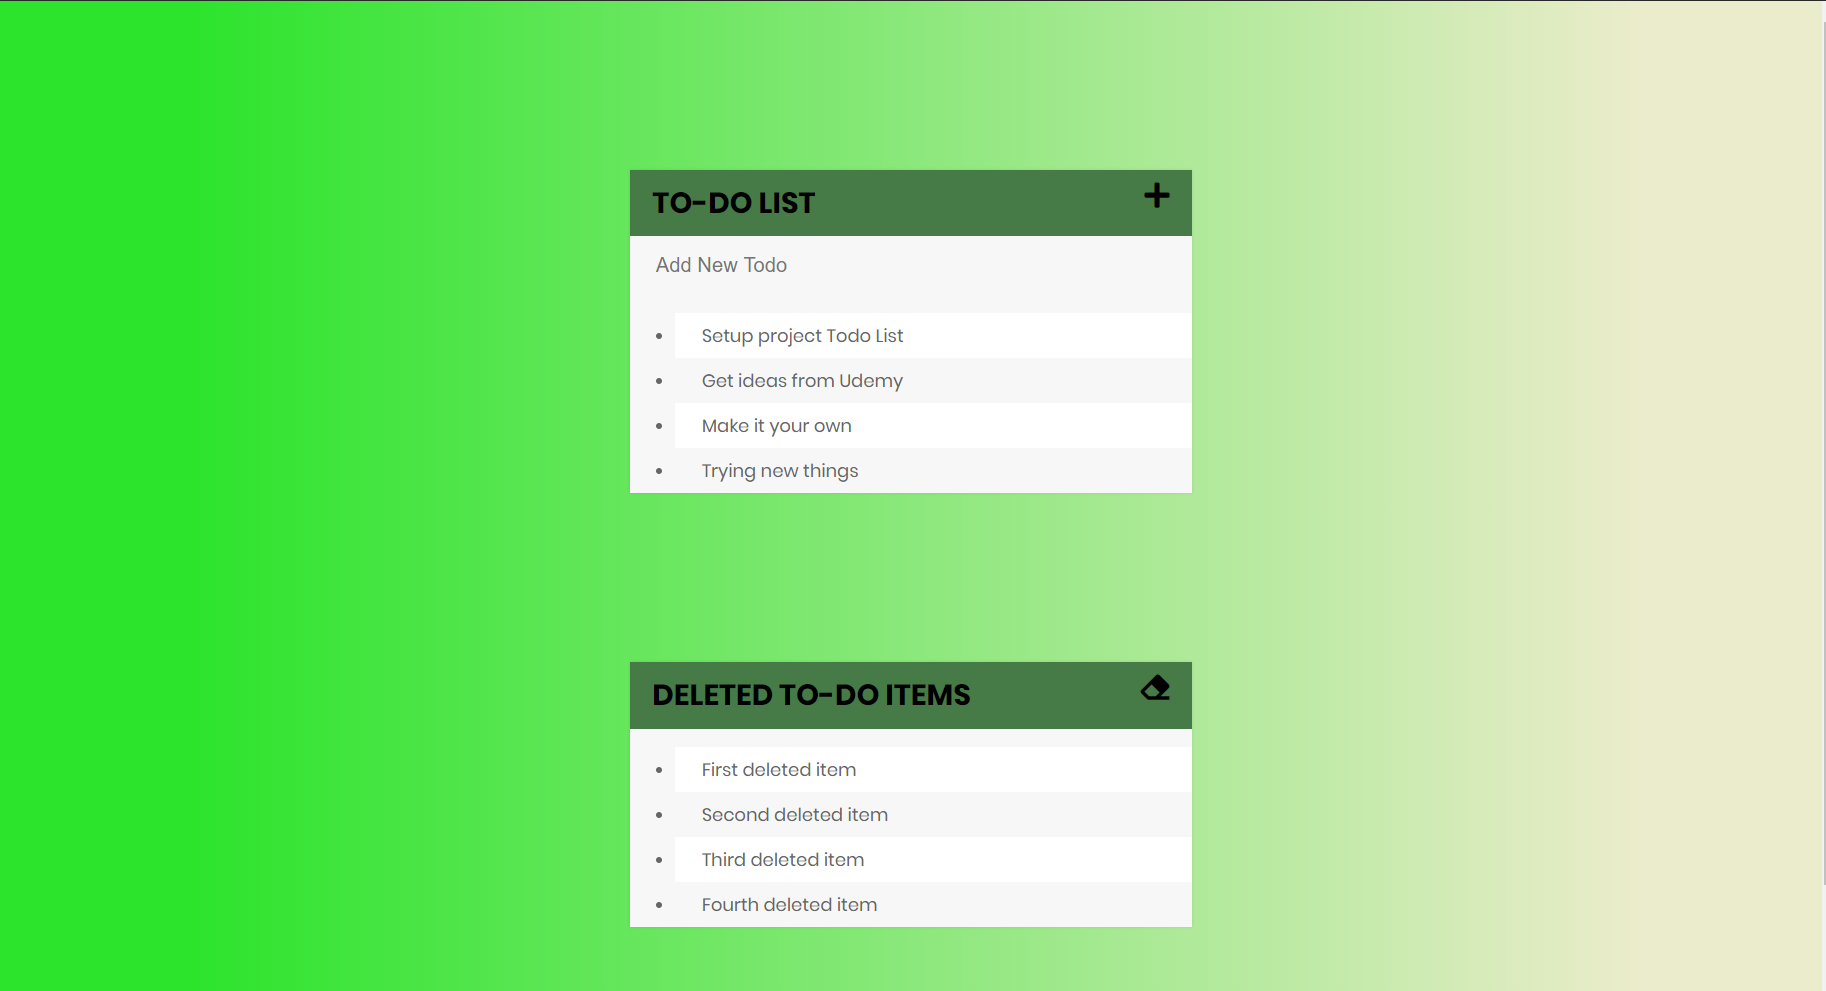 TO-DO LIST
Add New Todo
Setup project Todo List
Get ideas from Udemy
Make it your own
Trying new things
DELETED TO-DO ITEMS
First deleted item
Second deleted item
Third deleted item
Fourth deleted item